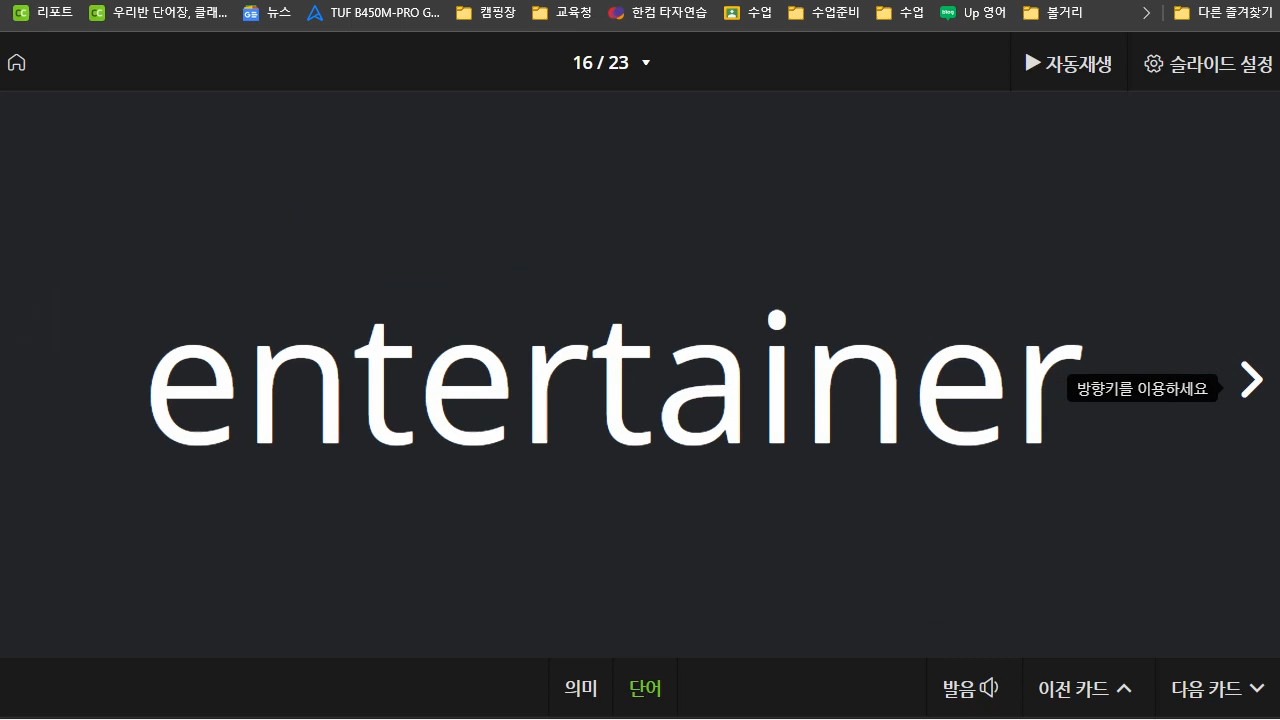 리포트 우리반 단어장, 클래... 뉴스 TUF B450M-PRO G... 캠핑장 교육청 한컴 타자연습 수업 수업준비 수업 Up 영어 볼거리 다른 즐겨찾기
16 / 23 자동재생 슬라이드 설정
entertainer
방향키를 이용하세요
의미 단어 발음 이전 카드 다음 카드